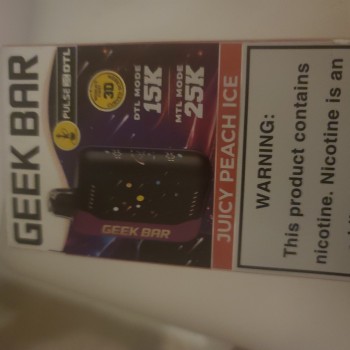 GEEK BAR
PULSE X DTL
3D
DTL MODE
15K
MTL MODE
25K
GEEK BAR
JUICY PEACH ICE
WARNING:
This product contains
nicotine. Nicotine is an